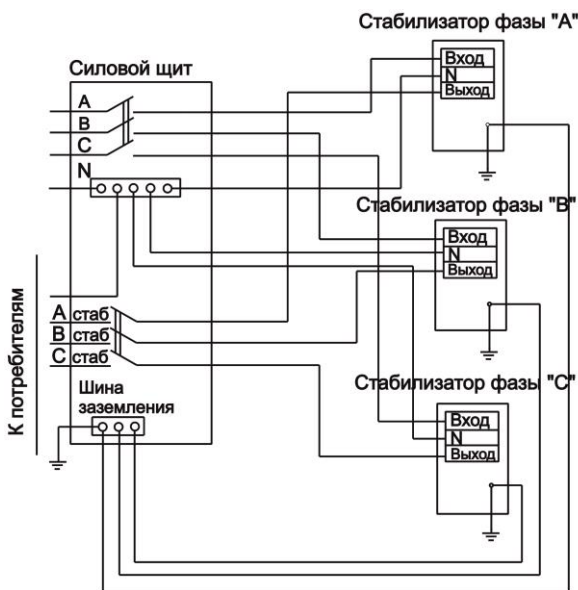 Стабилизатор фазы "А"
Вход
N
Выход
Силовой щит
А
В
С
N
Стабилизатор фазы "В"
Вход
N
Выход
К потребителям
А стаб
В стаб
С стаб
Шина
заземления
Стабилизатор фазы "С"
Вход
N
Выход